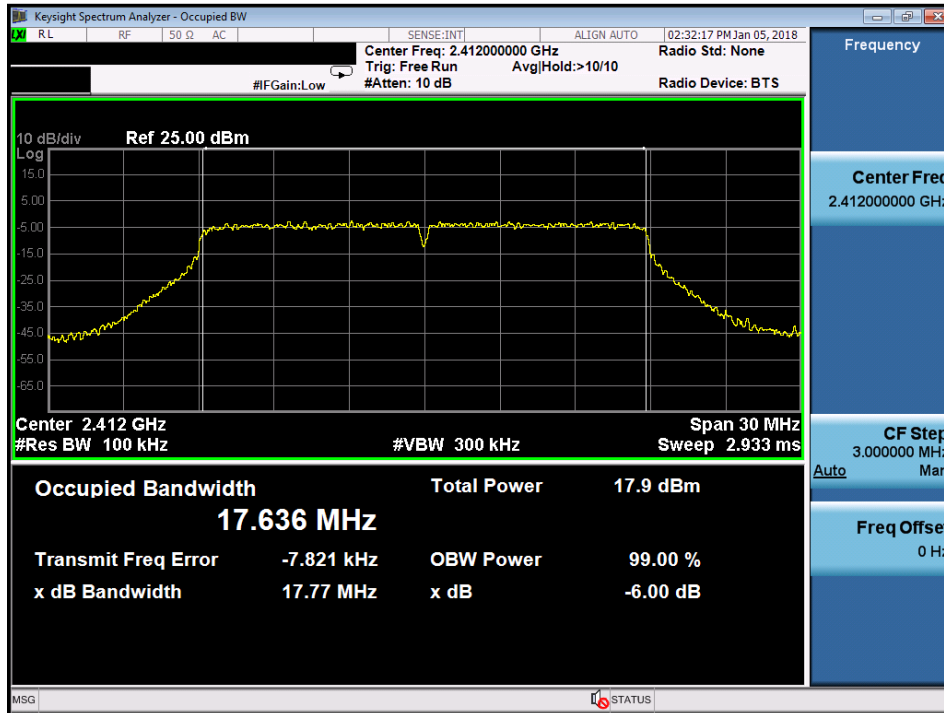 Keysight Spectrum Analyzer - Occupied BW
LXI RL RF 50 Ω AC SENSE:INT ALIGN AUTO 02:32:17 PM Jan 05, 2018
Center Freq: 2.412000000 GHz Radio Std: None
Trig: Free Run Avg|Hold:>10/10
#IFGain:Low #Atten: 10 dB Radio Device: BTS
10 dB/div Ref 25.00 dBm
Log
15.0
5.00
-5.00
-15.0
-25.0
-35.0
-45.0
-55.0
-65.0
Center 2.412 GHz Span 30 MHz
#Res BW 100 kHz #VBW 300 kHz Sweep 2.933 ms
Occupied Bandwidth Total Power 17.9 dBm
17.636 MHz
Transmit Freq Error -7.821 kHz OBW Power 99.00 %
x dB Bandwidth 17.77 MHz x dB -6.00 dB
MSG STATUS
Frequency
Center Freq
2.412000000 GHz
CF Step
3.000000 MHz
Auto Man
Freq Offset
0 Hz